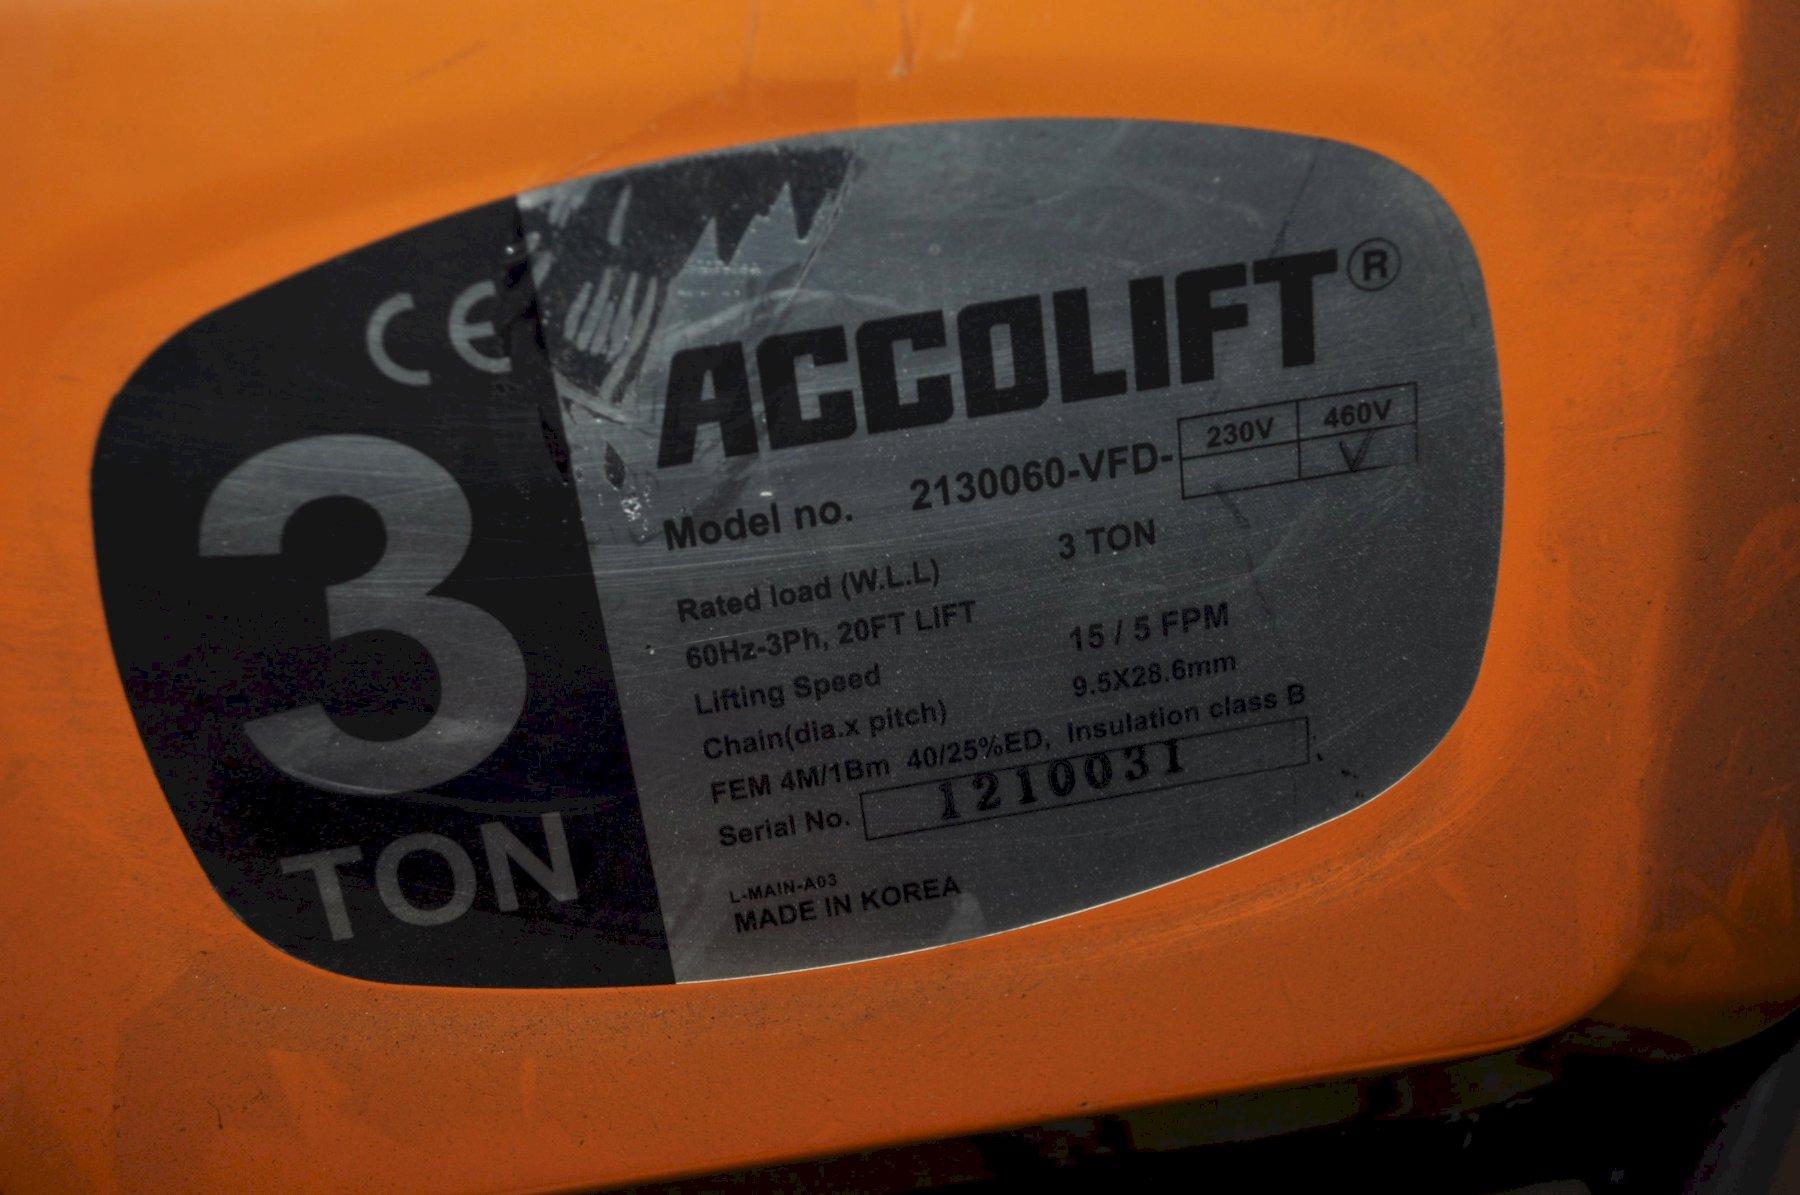 CE
3
TON
ACCOLIFT®
Model no. 2130060-VFD- 230V 460V
V
Rated load (W.L.L) 3 TON
60Hz-3Ph, 20FT LIFT
Lifting Speed 15 / 5 FPM
Chain(dia.x pitch) 9.5X28.6mm
FEM 4M/1Bm 40/25%ED, Insulation class B
Serial No. 1210031
L-MAIN-A03
MADE IN KOREA